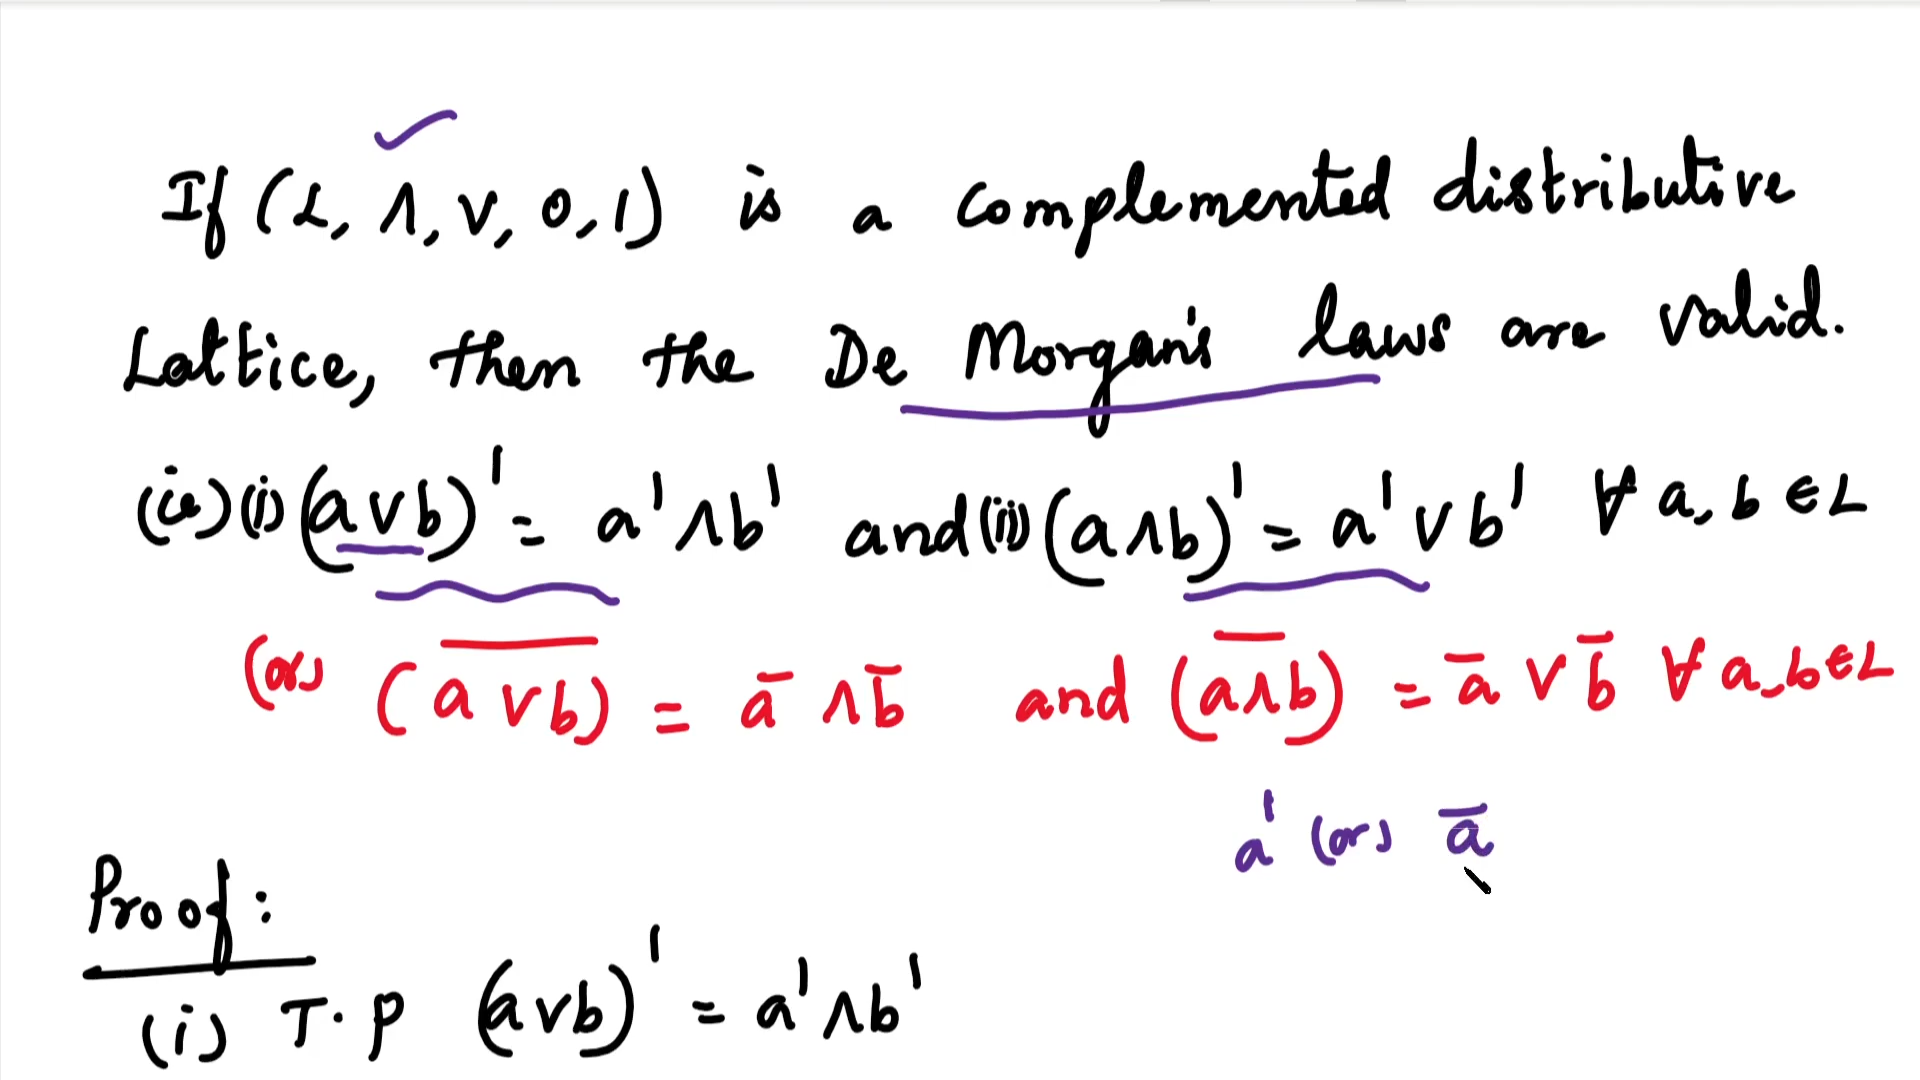 If (L, ∧, ∨, 0, 1) is a complemented distributive
Lattice, then the De Morgan's laws are valid.
(ie) (i) (a∨b)' = a'∧b' and (ii) (a∧b)' = a'∨b' ∀ a, b ∈ L
(or) (a̅ ̅∨̅ ̅b̅) = a̅ ∧ b̅ and (a̅∧̅b̅) = a̅ ∨ b̅ ∀ a, b ∈ L
a' (or) a̅
Proof:
(i) T.P (a∨b)' = a'∧b'